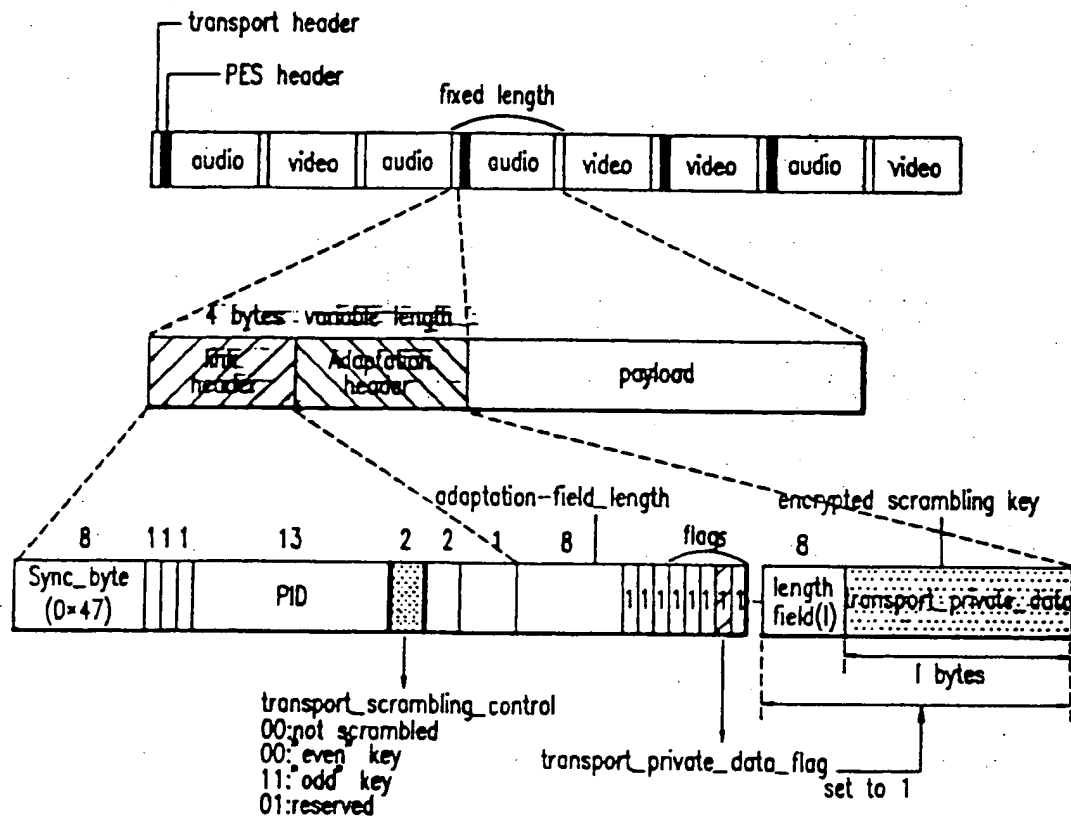 transport header
PES header
fixed length
audio video audio audio video video audio video
4 bytes variable length
header
Adaptation
header
payload
adaptation-field_length
encrypted scrambling key
8 1 1 1 13 2 2 1 8 flags 8
Sync_byte
(0×47)
PID
1 1 1 1 1 1 1 1
length
field(l)
transport_private_data
l bytes
transport_scrambling_control
00:not scrambled
00:"even" key
11:"odd" key
01:reserved
transport_private_data_flag
set to 1